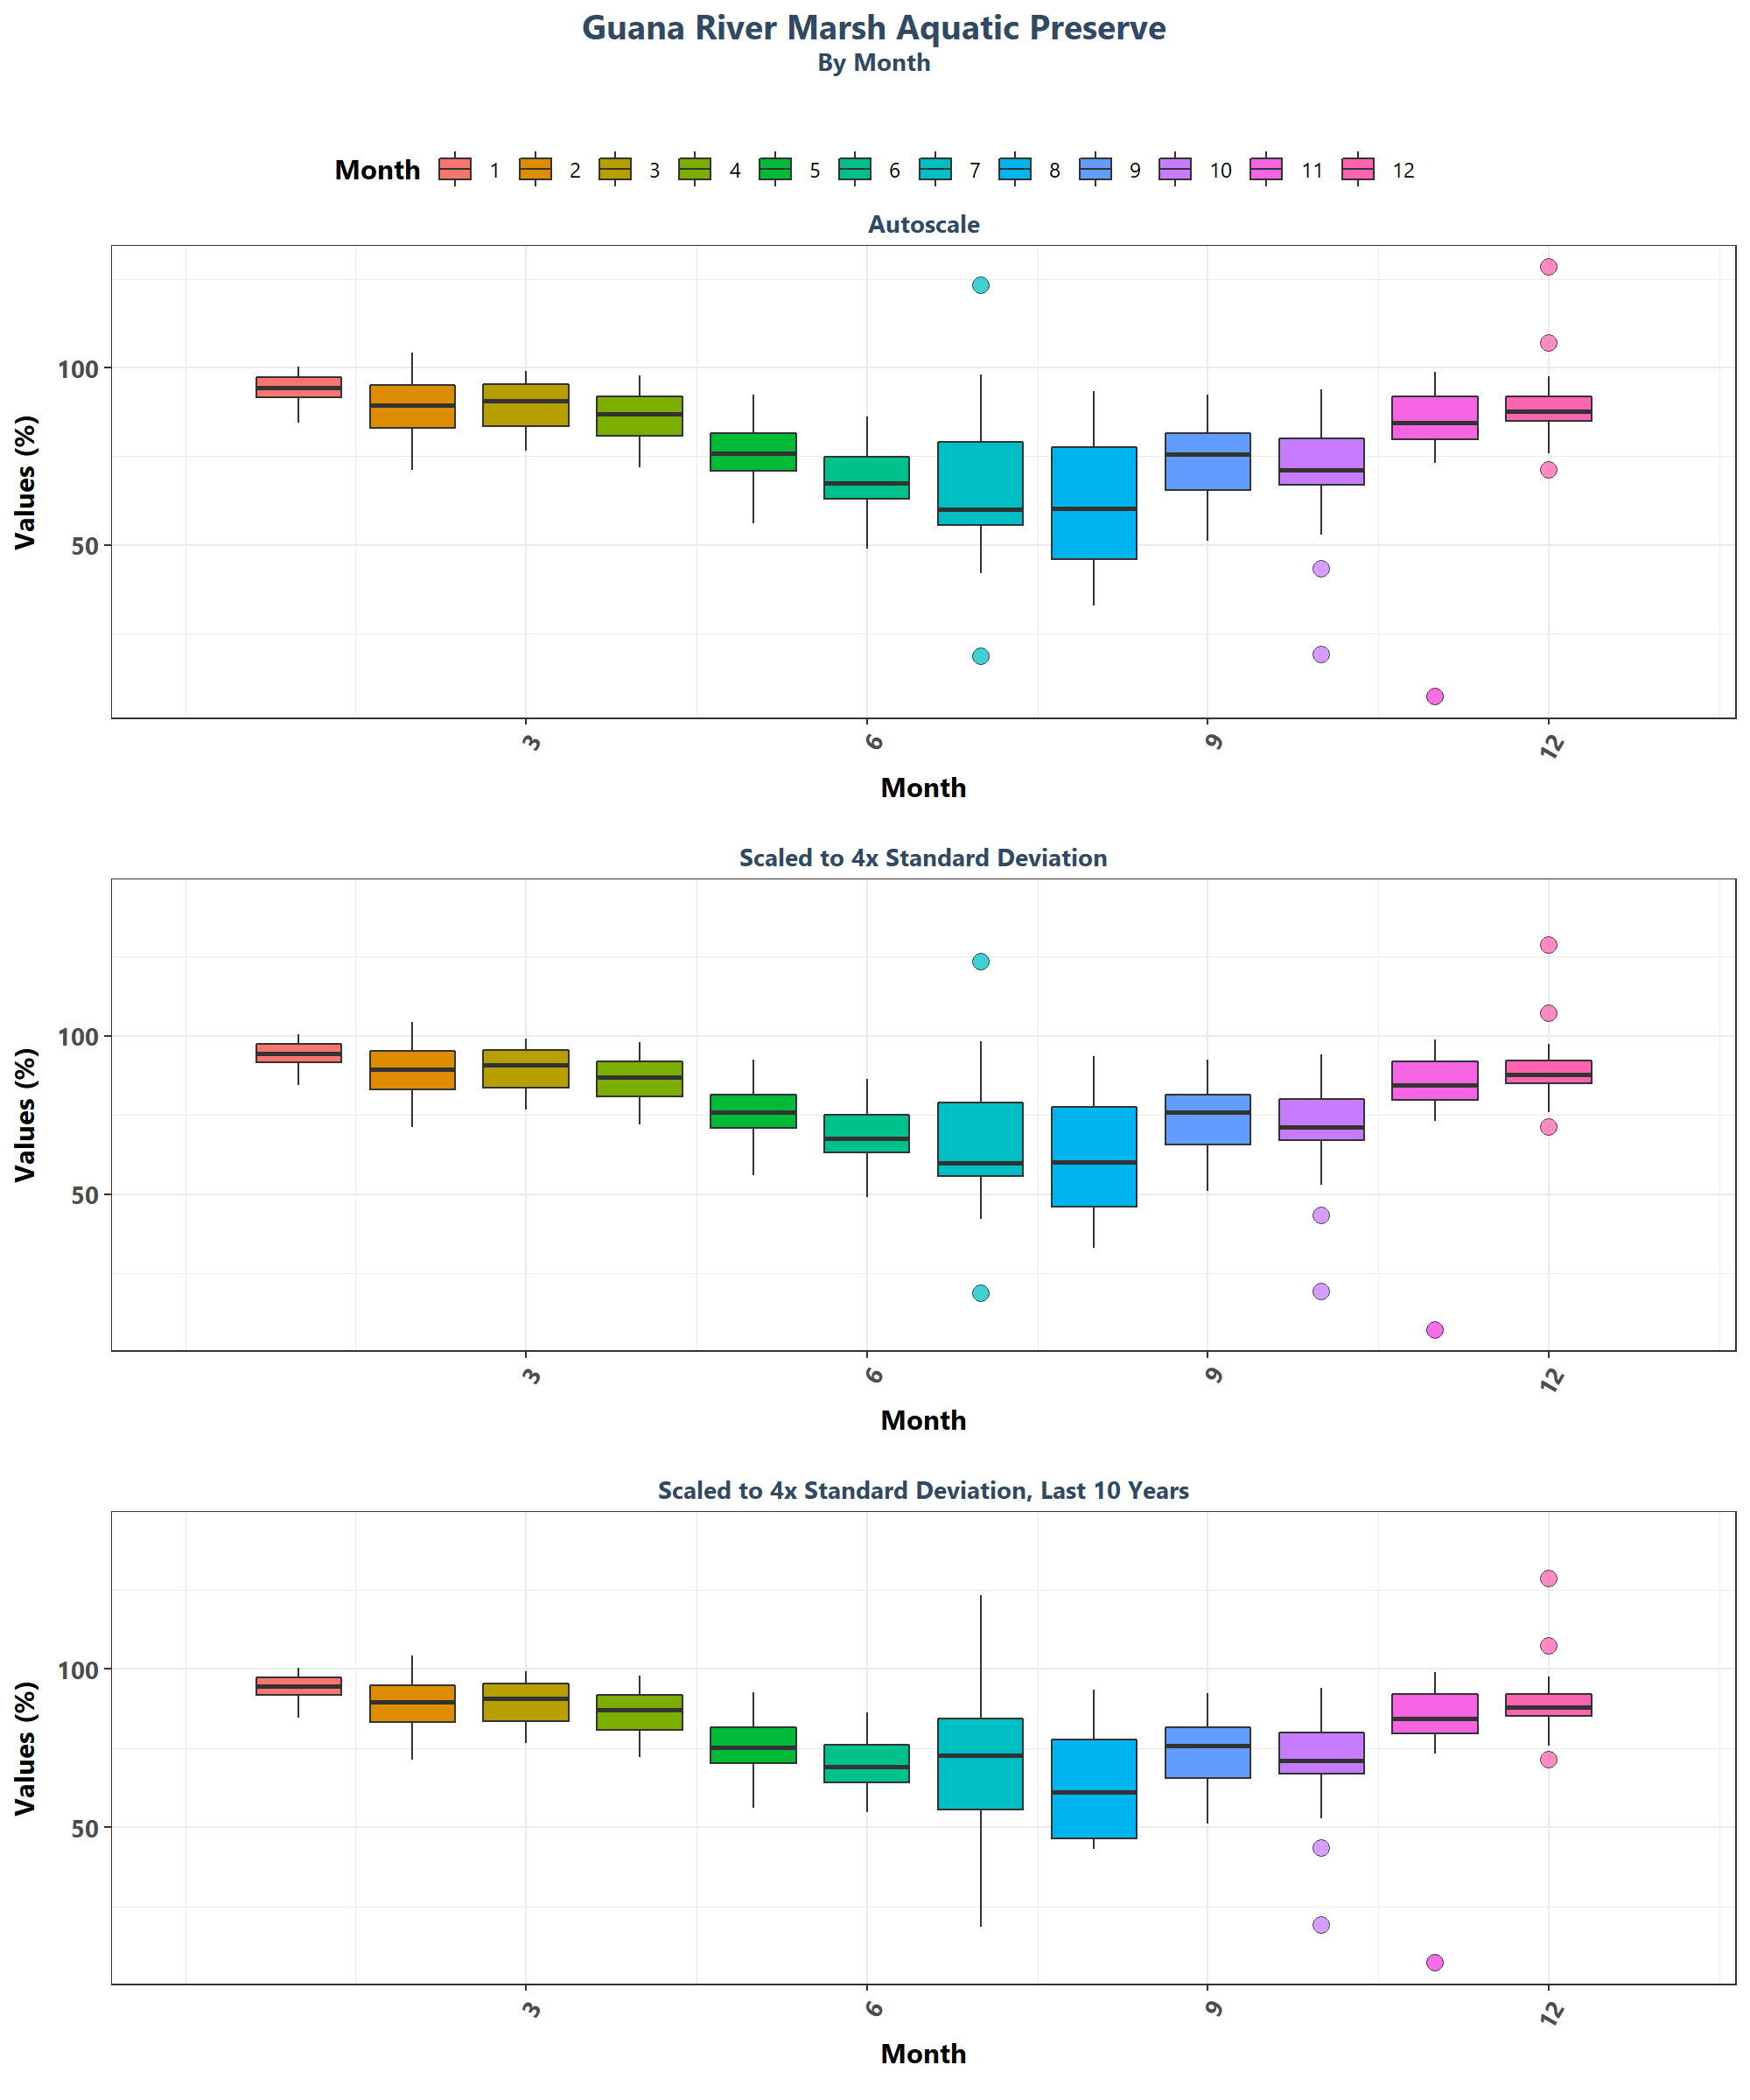 Guana River Marsh Aquatic Preserve
By Month
Month 1 2 3 4 5 6 7 8 9 10 11 12
Autoscale
Values (%)
100
50
3 6 9 12
Month
Scaled to 4x Standard Deviation
Values (%)
100
50
3 6 9 12
Month
Scaled to 4x Standard Deviation, Last 10 Years
Values (%)
100
50
3 6 9 12
Month